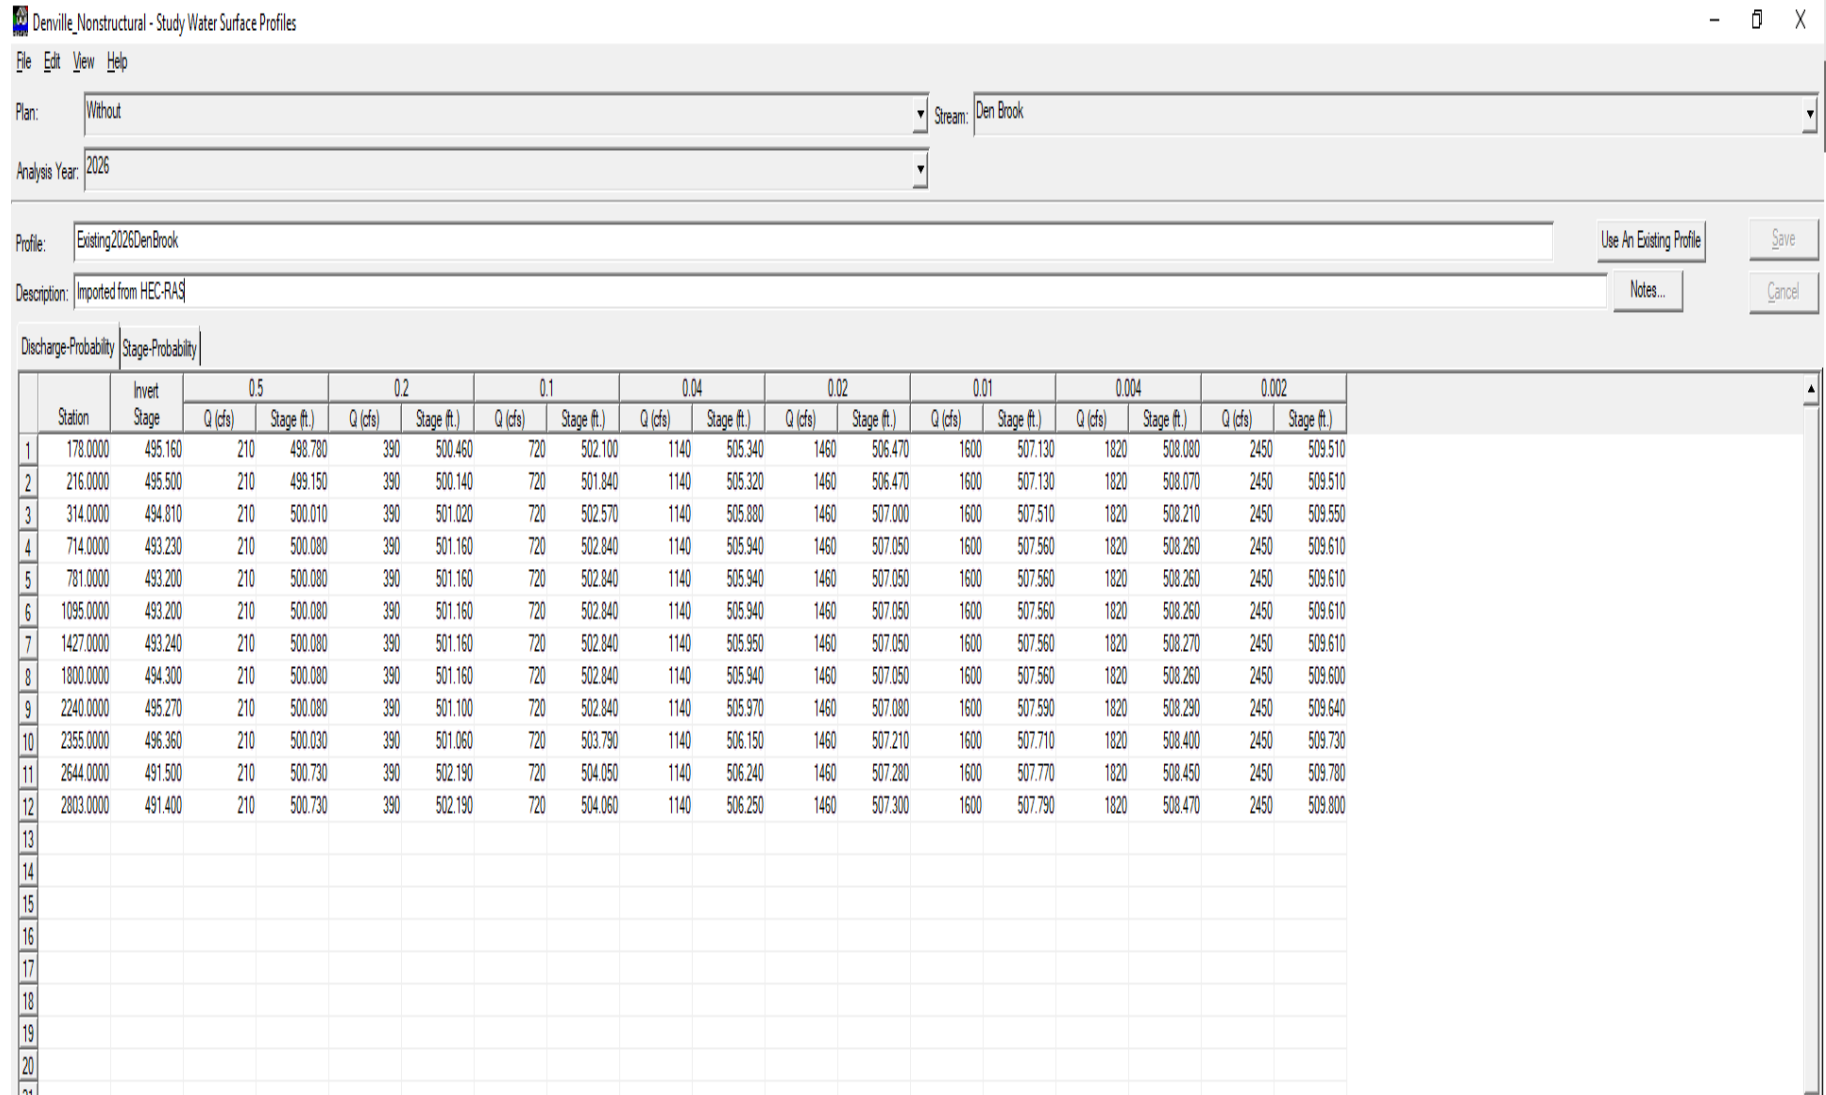 Denville_Nonstructural - Study Water Surface Profiles
File Edit View Help
Plan: Without Stream: Den Brook
Analysis Year: 2026
Profile: Existing2026DenBrook Use An Existing Profile Save
Description: Imported from HEC-RAS Notes... Cancel
Discharge-Probability Stage-Probability
Invert 0.5 0.2 0.1 0.04 0.02 0.01 0.004 0.002
Station Stage Q (cfs) Stage (ft.) Q (cfs) Stage (ft.) Q (cfs) Stage (ft.) Q (cfs) Stage (ft.) Q (cfs) Stage (ft.) Q (cfs) Stage (ft.) Q (cfs) Stage (ft.) Q (cfs) Stage (ft.)
1 178.0000 495.160 210 498.780 390 500.460 720 502.100 1140 505.340 1460 506.470 1600 507.130 1820 508.080 2450 509.510
2 216.0000 495.500 210 499.150 390 500.140 720 501.840 1140 505.320 1460 506.470 1600 507.130 1820 508.070 2450 509.510
3 314.0000 494.810 210 500.010 390 501.020 720 502.570 1140 505.880 1460 507.000 1600 507.510 1820 508.210 2450 509.550
4 714.0000 493.230 210 500.080 390 501.160 720 502.840 1140 505.940 1460 507.050 1600 507.560 1820 508.260 2450 509.610
5 781.0000 493.200 210 500.080 390 501.160 720 502.840 1140 505.940 1460 507.050 1600 507.560 1820 508.260 2450 509.610
6 1095.0000 493.200 210 500.080 390 501.160 720 502.840 1140 505.940 1460 507.050 1600 507.560 1820 508.260 2450 509.610
7 1427.0000 493.240 210 500.080 390 501.160 720 502.840 1140 505.950 1460 507.050 1600 507.560 1820 508.270 2450 509.610
8 1800.0000 494.300 210 500.080 390 501.160 720 502.840 1140 505.940 1460 507.050 1600 507.560 1820 508.260 2450 509.600
9 2240.0000 495.270 210 500.080 390 501.100 720 502.840 1140 505.970 1460 507.080 1600 507.590 1820 508.290 2450 509.640
10 2355.0000 496.360 210 500.030 390 501.060 720 503.790 1140 506.150 1460 507.210 1600 507.710 1820 508.400 2450 509.730
11 2644.0000 491.500 210 500.730 390 502.190 720 504.050 1140 506.240 1460 507.280 1600 507.770 1820 508.450 2450 509.780
12 2803.0000 491.400 210 500.730 390 502.190 720 504.060 1140 506.250 1460 507.300 1600 507.790 1820 508.470 2450 509.800
13
14
15
16
17
18
19
20
21